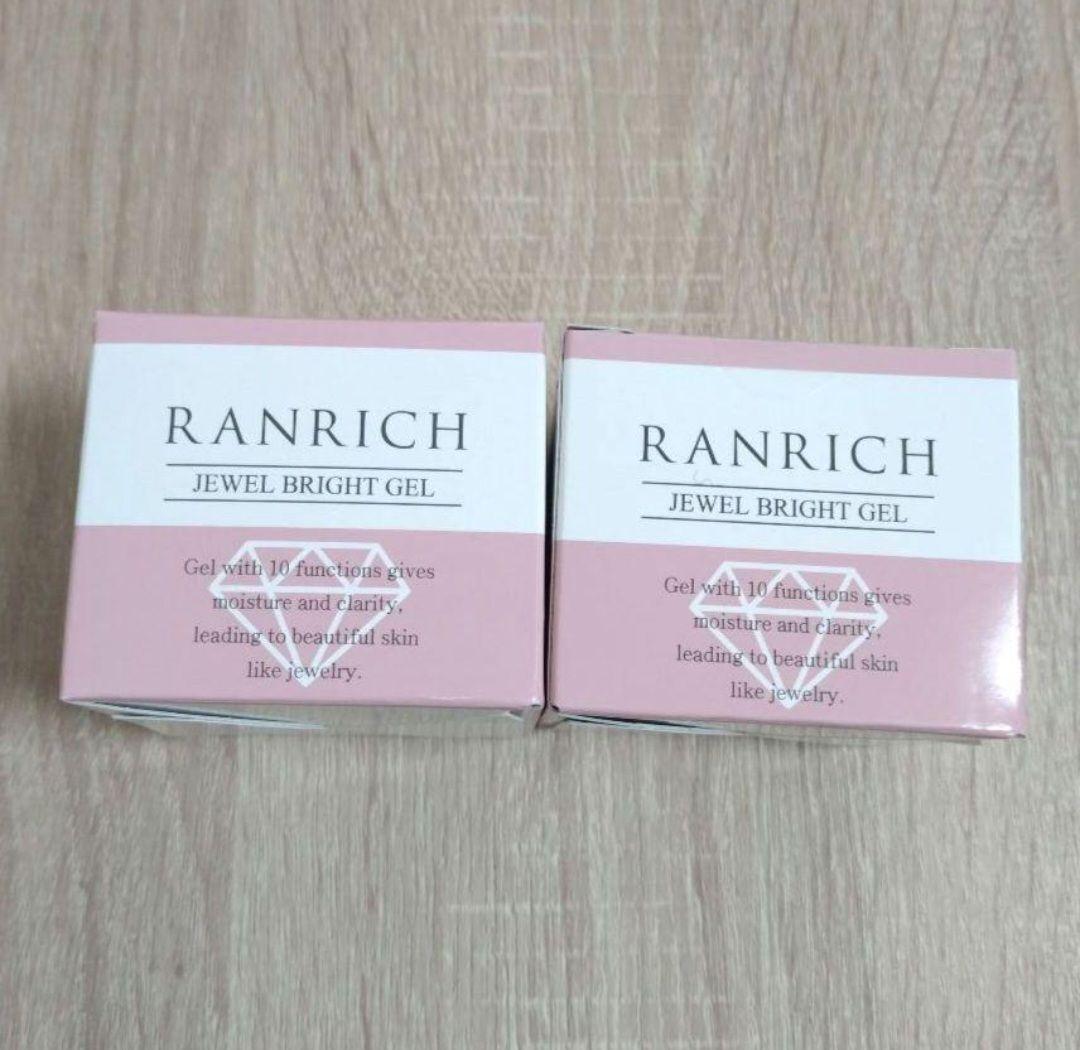 RANRICH
JEWEL BRIGHT GEL
Gel with 10 functions gives
moisture and clarity,
leading to beautiful skin
like jewelry.
RANRICH
JEWEL BRIGHT GEL
Gel with 10 functions gives
moisture and clarity,
leading to beautiful skin
like jewelry.